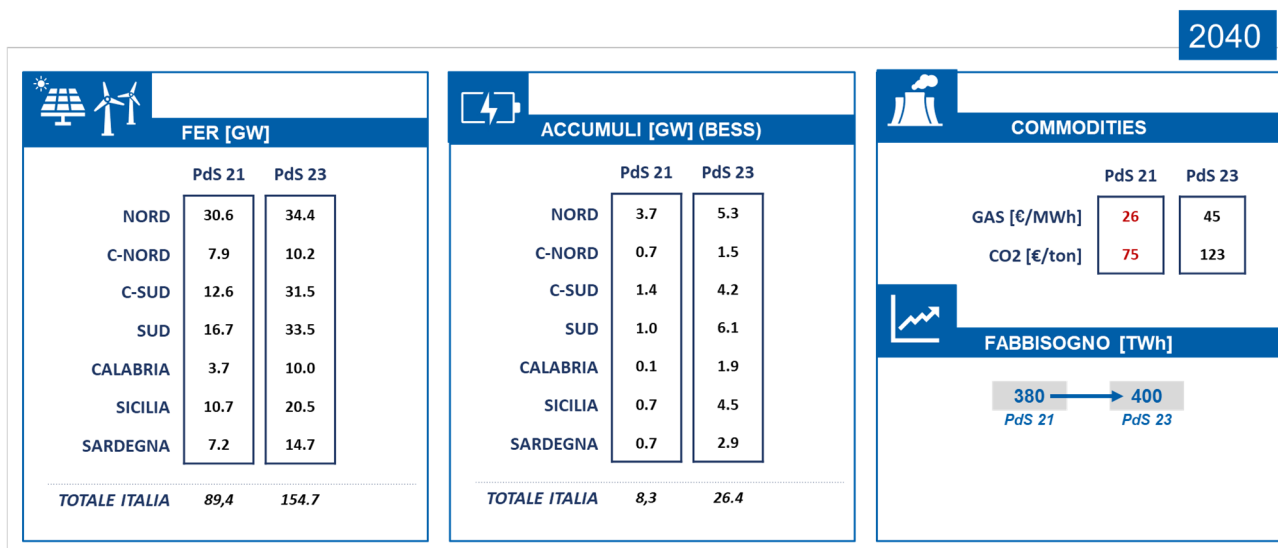 2040
FER [GW]
PdS 21 PdS 23
NORD 30.6 34.4
C-NORD 7.9 10.2
C-SUD 12.6 31.5
SUD 16.7 33.5
CALABRIA 3.7 10.0
SICILIA 10.7 20.5
SARDEGNA 7.2 14.7
TOTALE ITALIA 89,4 154.7
ACCUMULI [GW] (BESS)
PdS 21 PdS 23
NORD 3.7 5.3
C-NORD 0.7 1.5
C-SUD 1.4 4.2
SUD 1.0 6.1
CALABRIA 0.1 1.9
SICILIA 0.7 4.5
SARDEGNA 0.7 2.9
TOTALE ITALIA 8,3 26.4
COMMODITIES
PdS 21 PdS 23
GAS [€/MWh] 26 45
CO2 [€/ton] 75 123
FABBISOGNO [TWh]
380 400
PdS 21 PdS 23